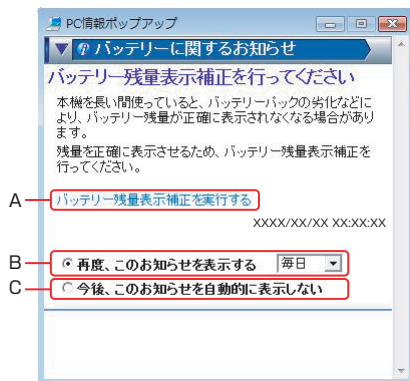 PC情報ポップアップ
バッテリーに関するお知らせ
バッテリー残量表示補正を行ってください
本機を長い間使っていると、バッテリーパックの劣化などに
より、バッテリー残量が正確に表示されなくなる場合があり
ます。
残量を正確に表示させるため、バッテリー残量表示補正を
行ってください。
A
バッテリー残量表示補正を実行する
XXXX/XX/XX XX:XX:XX
B
再度、このお知らせを表示する 毎日
C
今後、このお知らせを自動的に表示しない